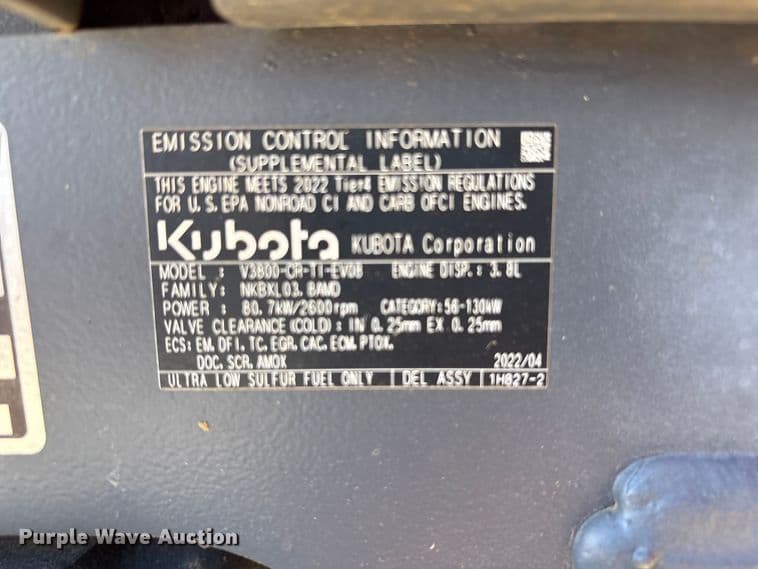 EMISSION CONTROL INFORMATION
(SUPPLEMENTAL LABEL)
THIS ENGINE MEETS 2022 Tier4 EMISSION REGULATIONS
FOR U.S.EPA NONROAD CI AND CARB OFCI ENGINES.
Kubota KUBOTA Corporation
MODEL : V3800-CR-TI-EV08 ENGINE DISP.: 3.8L
FAMILY: NKBXL03.BAMD
POWER : 80.7kW/2600rpm CATEGORY:56-130kW
VALVE CLEARANCE(COLD): IN 0.25mm EX 0.25mm
ECS: EM, DFI, TC, EGR, CAC, ECM, PTOX,
DOC, SCR, AMOX 2022/04
ULTRA LOW SULFUR FUEL ONLY DEL ASSY 1H827-2
Purple Wave Auction